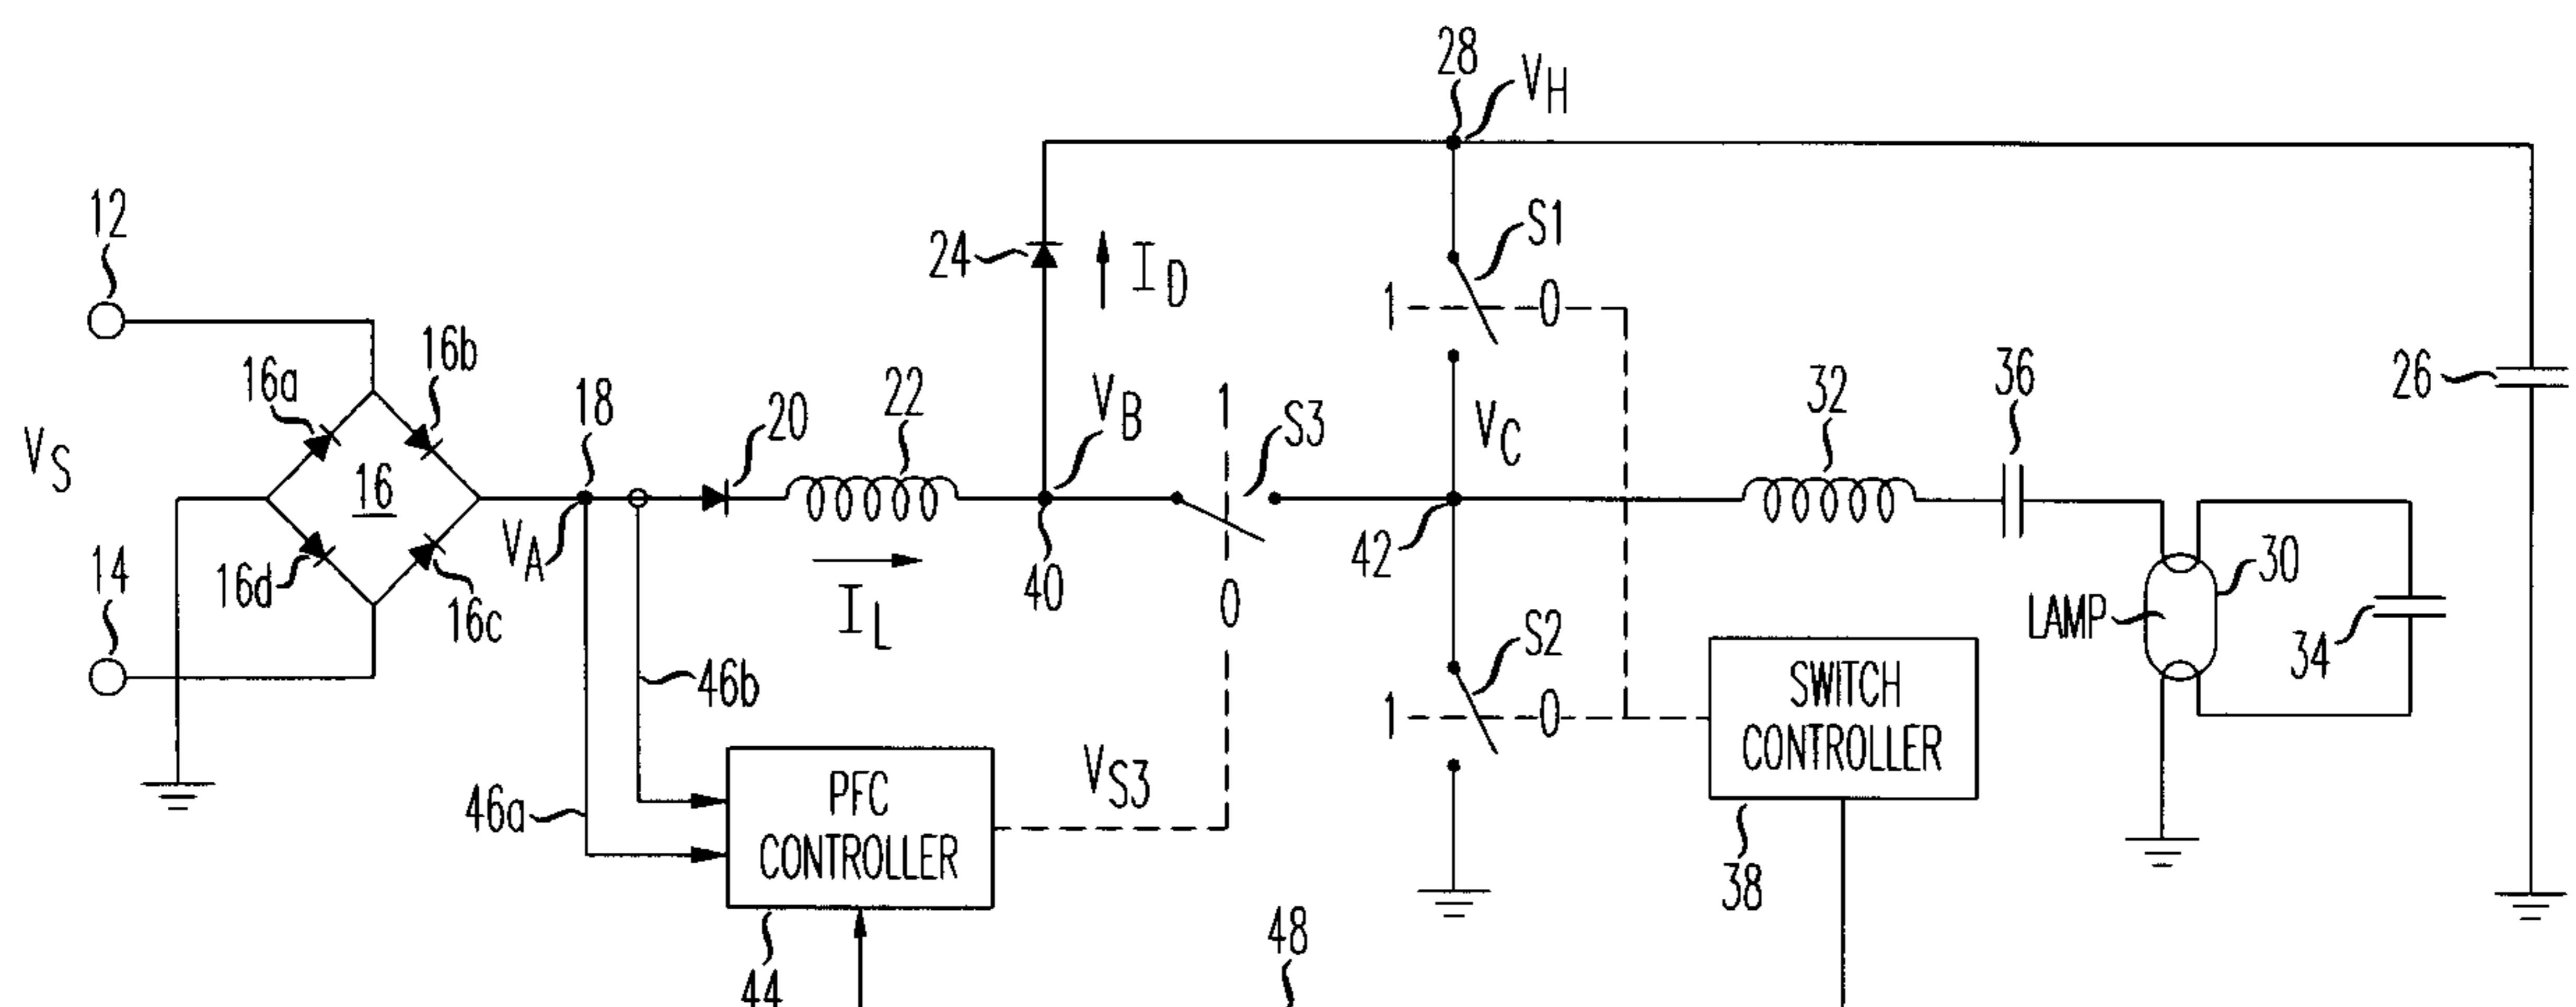 28
VH
12
S1
24
ID
1
0
16b
16a
18
22
VB
1
S3
32
36
26
VS
20
VC
16
VA
14
16d
16c
IL
40
0
42
LAMP
30
34
S2
46b
1
0
SWITCH
CONTROLLER
VS3
46a
PFC
CONTROLLER
38
44
48